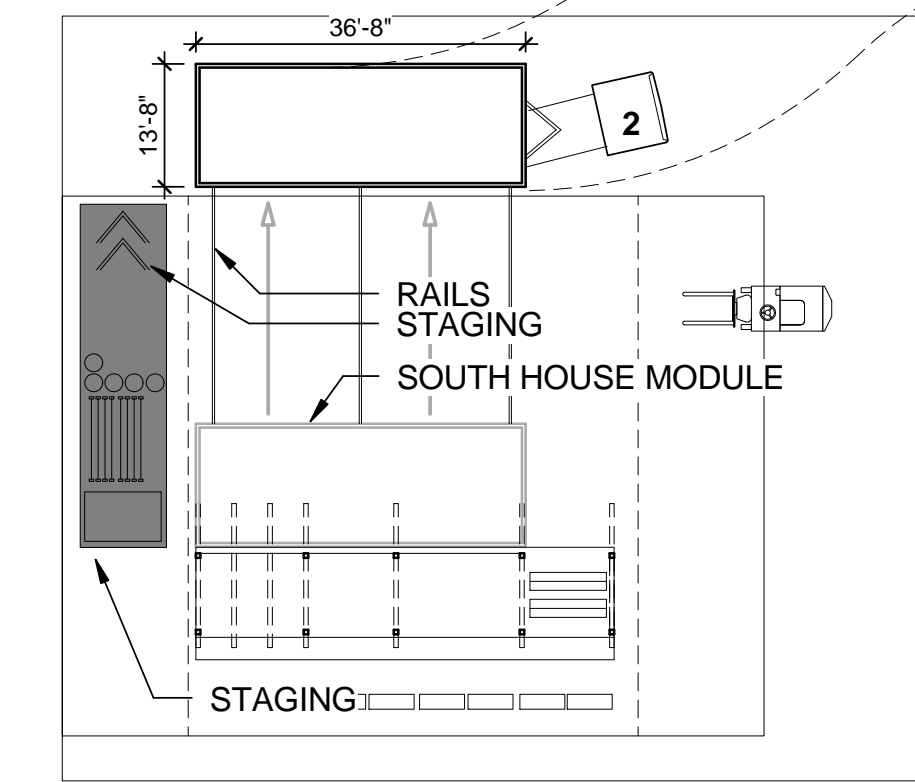 36'-8"
13'-8"
2
RAILS
STAGING
SOUTH HOUSE MODULE
STAGING